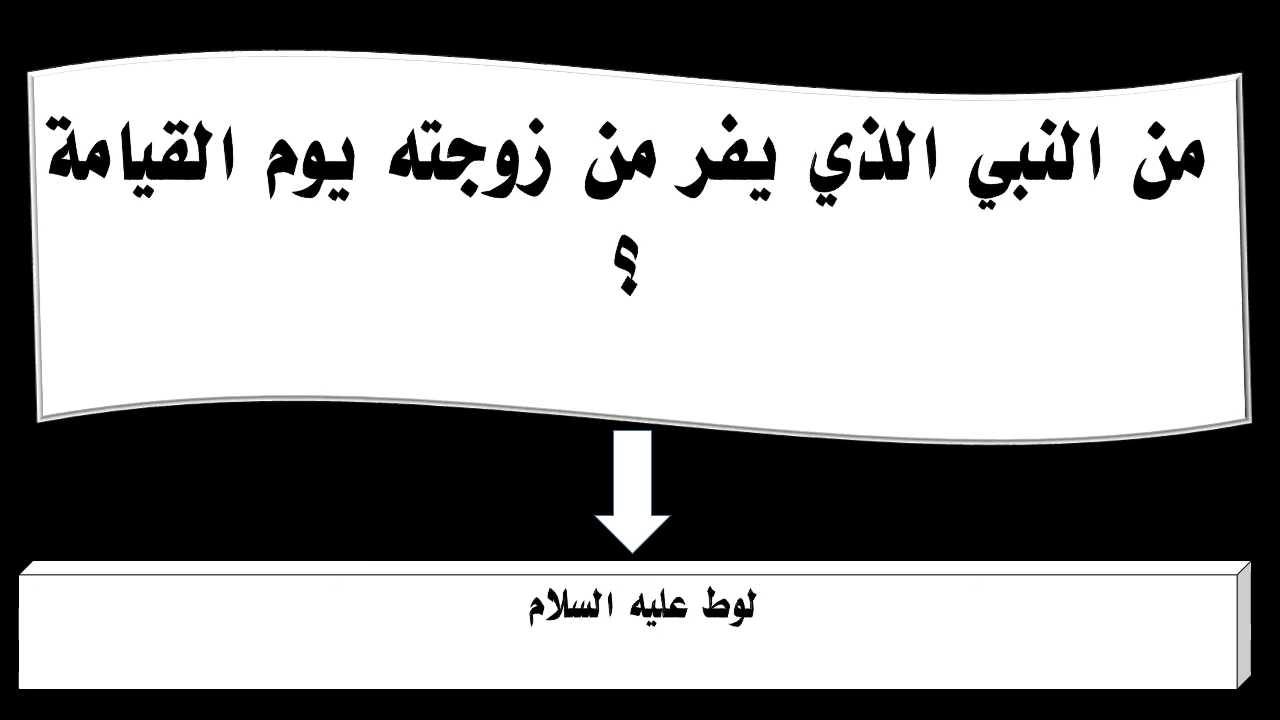 من النبي الذي يفر من زوجته يوم القيامة
؟
لوط عليه السلام